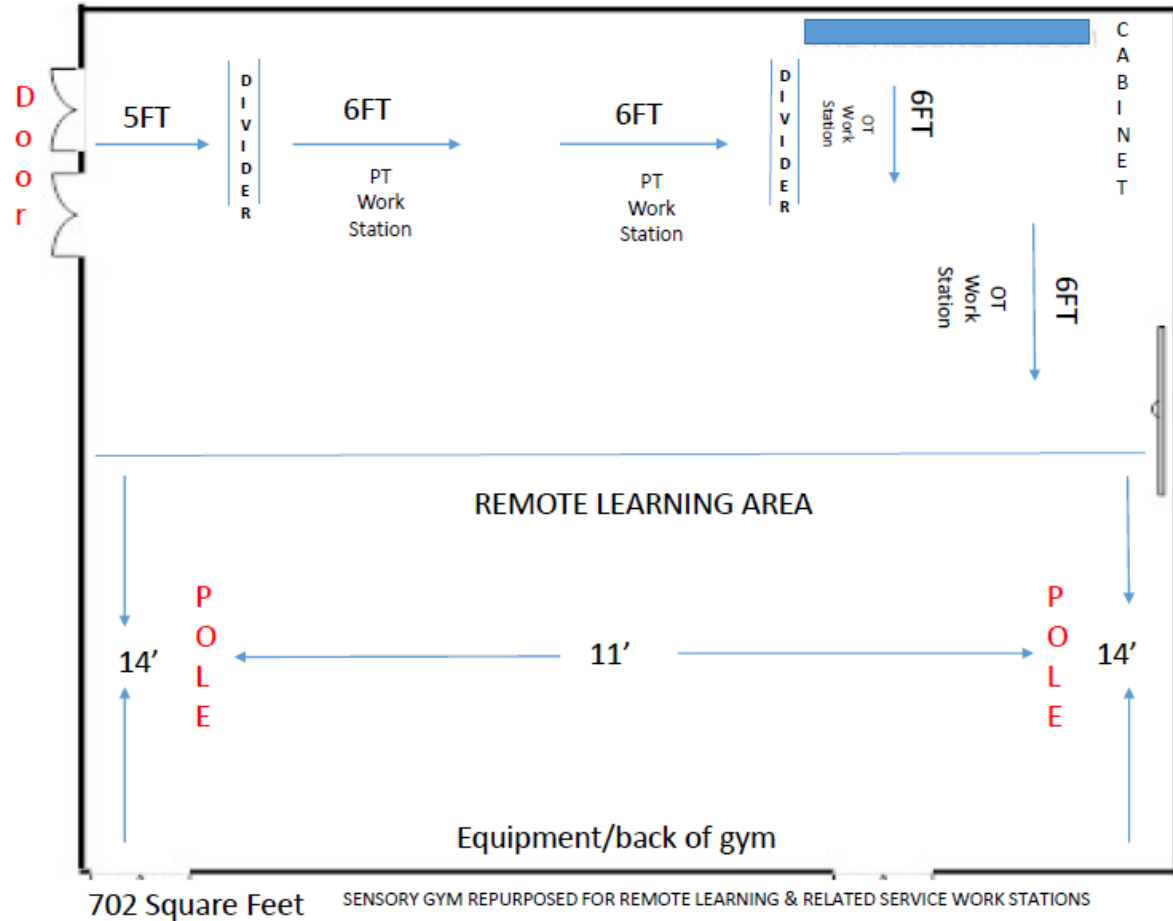 Door
5FT
DIVIDER
6FT
PT
Work
Station
6FT
PT
Work
Station
DIVIDER
OT
Work
Station
6FT
CABINET
OT
Work
Station
6FT
REMOTE LEARNING AREA
14’
POLE
11’
POLE
14’
Equipment/back of gym
702 Square Feet
SENSORY GYM REPURPOSED FOR REMOTE LEARNING & RELATED SERVICE WORK STATIONS